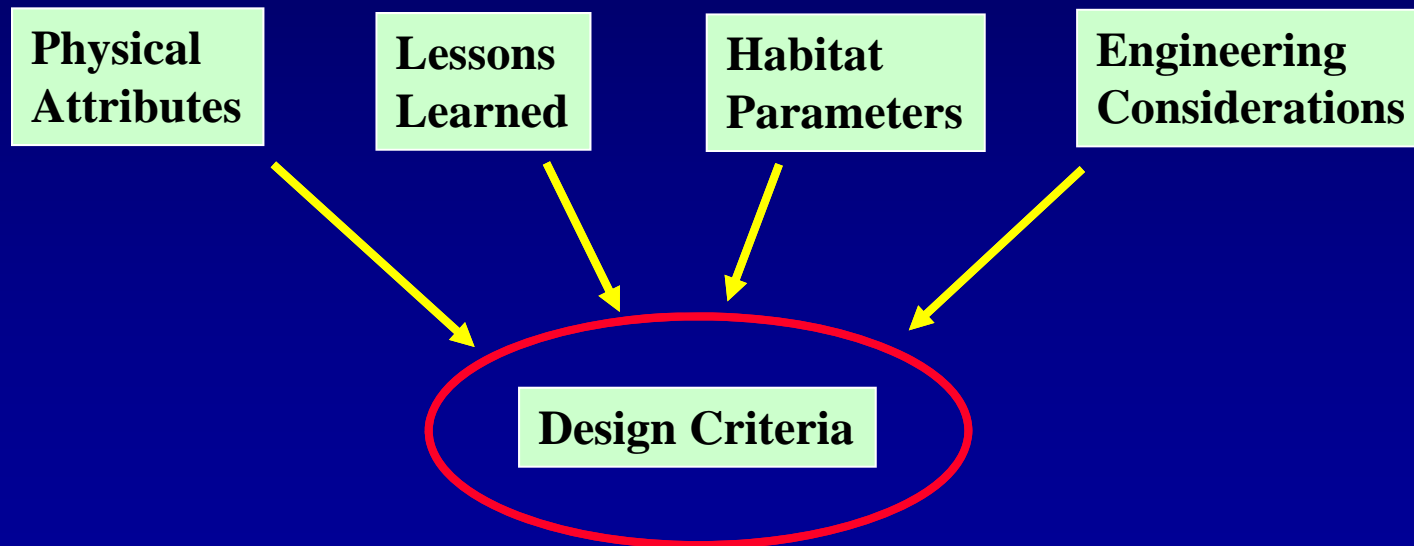 Physical
Attributes
Lessons
Learned
Habitat
Parameters
Engineering
Considerations
Design Criteria